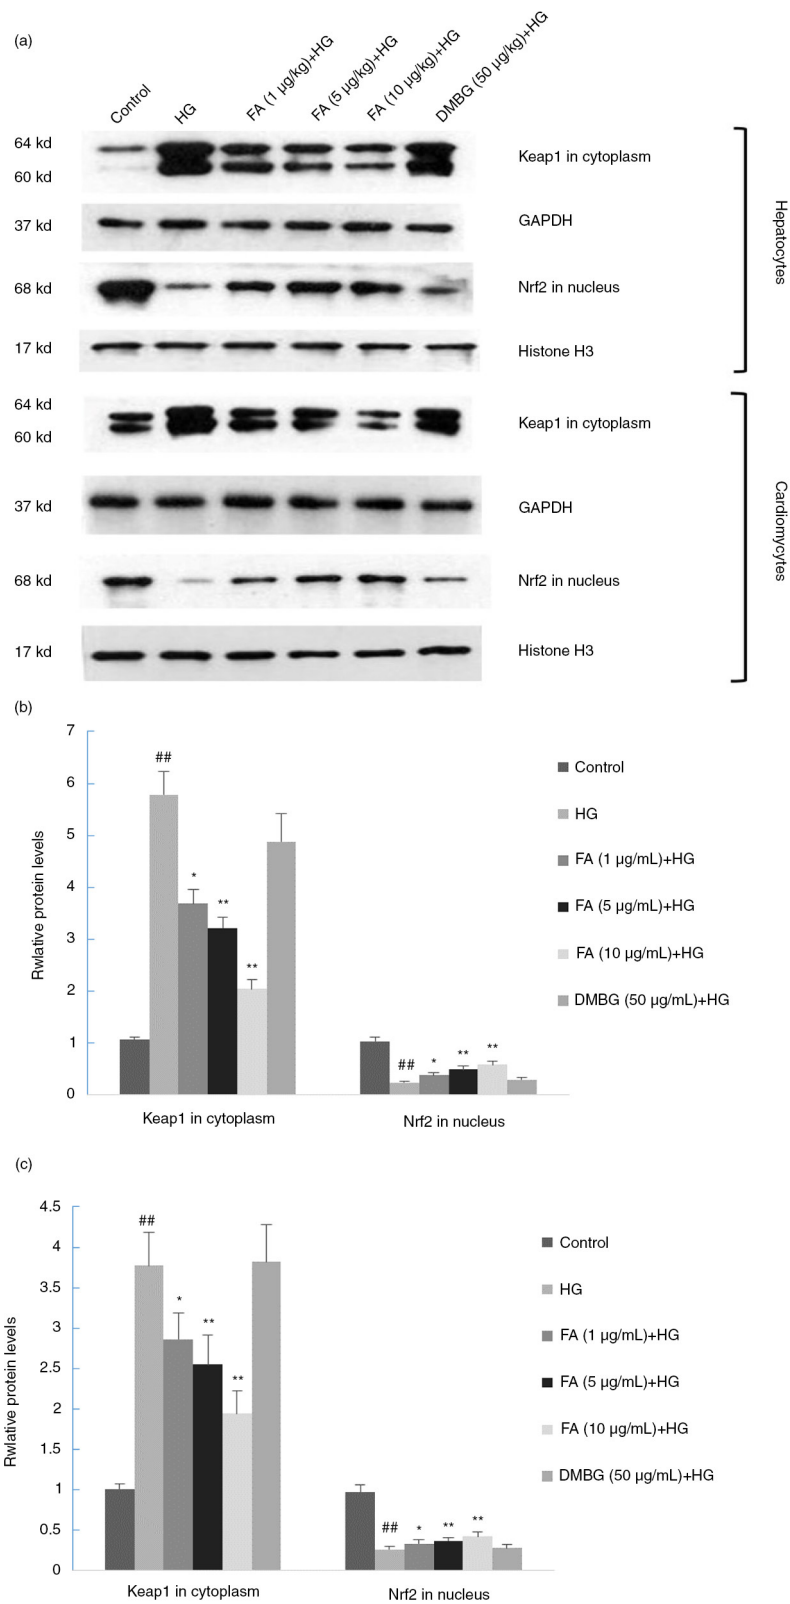 (a)
Control
HG
FA (1 µg/kg)+HG
FA (5 µg/kg)+HG
FA (10 µg/kg)+HG
DMBG (50 µg/kg)+HG
64 kd
60 kd
Keap1 in cytoplasm
37 kd
GAPDH
68 kd
Nrf2 in nucleus
17 kd
Histone H3
Hepatocytes
64 kd
60 kd
Keap1 in cytoplasm
37 kd
GAPDH
68 kd
Nrf2 in nucleus
17 kd
Histone H3
Cardiomycytes
(b)
Rwlative protein levels
7
6
5
4
3
2
1
0
##
*
**
**
##
*
**
**
Keap1 in cytoplasm
Nrf2 in nucleus
Control
HG
FA (1 µg/mL)+HG
FA (5 µg/mL)+HG
FA (10 µg/mL)+HG
DMBG (50 µg/mL)+HG
(c)
Rwlative protein levels
4.5
4
3.5
3
2.5
2
1.5
1
0.5
0
##
*
**
**
##
*
**
**
Keap1 in cytoplasm
Nrf2 in nucleus
Control
HG
FA (1 µg/mL)+HG
FA (5 µg/mL)+HG
FA (10 µg/mL)+HG
DMBG (50 µg/mL)+HG